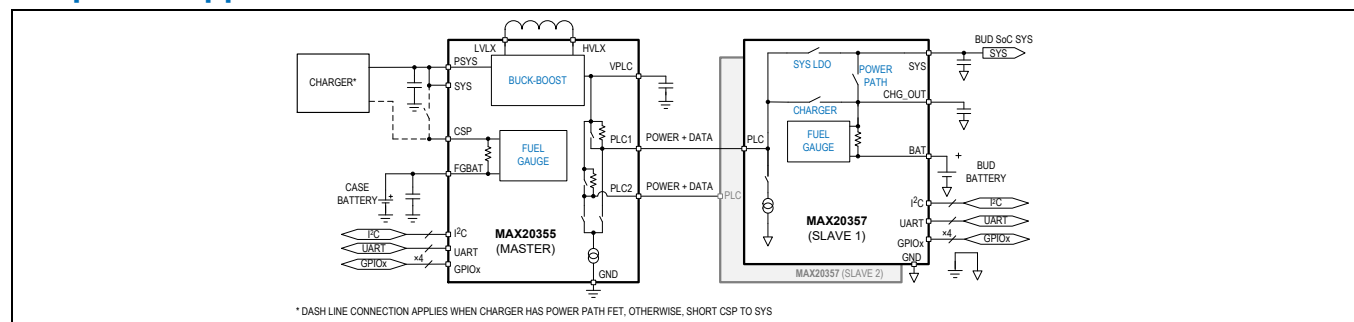 LVLX
HVLX
BUD SoC SYS
PSYS
VPLC
SYS
SYS
SYS LDO
POWER
PATH
CHARGER*
SYS
BUCK-BOOST
CHG_OUT
CHARGER
CSP
PLC1
POWER + DATA
PLC
FUEL
GAUGE
FUEL
GAUGE
FGBAT
BAT
+
BUD
BATTERY
CASE
BATTERY
+
PLC2
POWER + DATA
PLC
I²C
I²C
I²C
I²C
MAX20355
(MASTER)
MAX20357
(SLAVE 1)
UART
UART
UART
UART
GPIOx
×4
GPIOx
GPIOx
×4
GPIOx
GND
GND
MAX20357 (SLAVE 2)
* DASH LINE CONNECTION APPLIES WHEN CHARGER HAS POWER PATH FET, OTHERWISE, SHORT CSP TO SYS